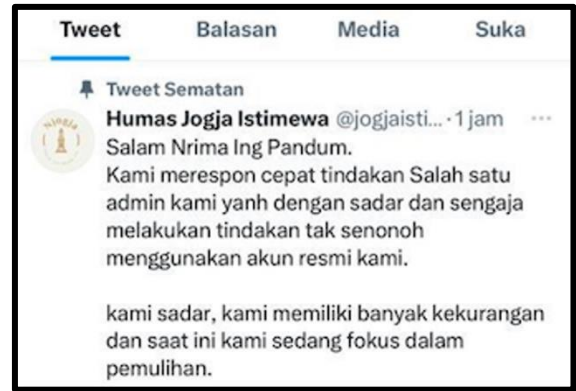 Tweet Balasan Media Suka
Tweet Sematan
Humas Jogja Istimewa @jogjaisti... · 1 jam ...
Salam Nrima Ing Pandum.
Kami merespon cepat tindakan Salah satu
admin kami yanh dengan sadar dan sengaja
melakukan tindakan tak senonoh
menggunakan akun resmi kami.
kami sadar, kami memiliki banyak kekurangan
dan saat ini kami sedang fokus dalam
pemulihan.